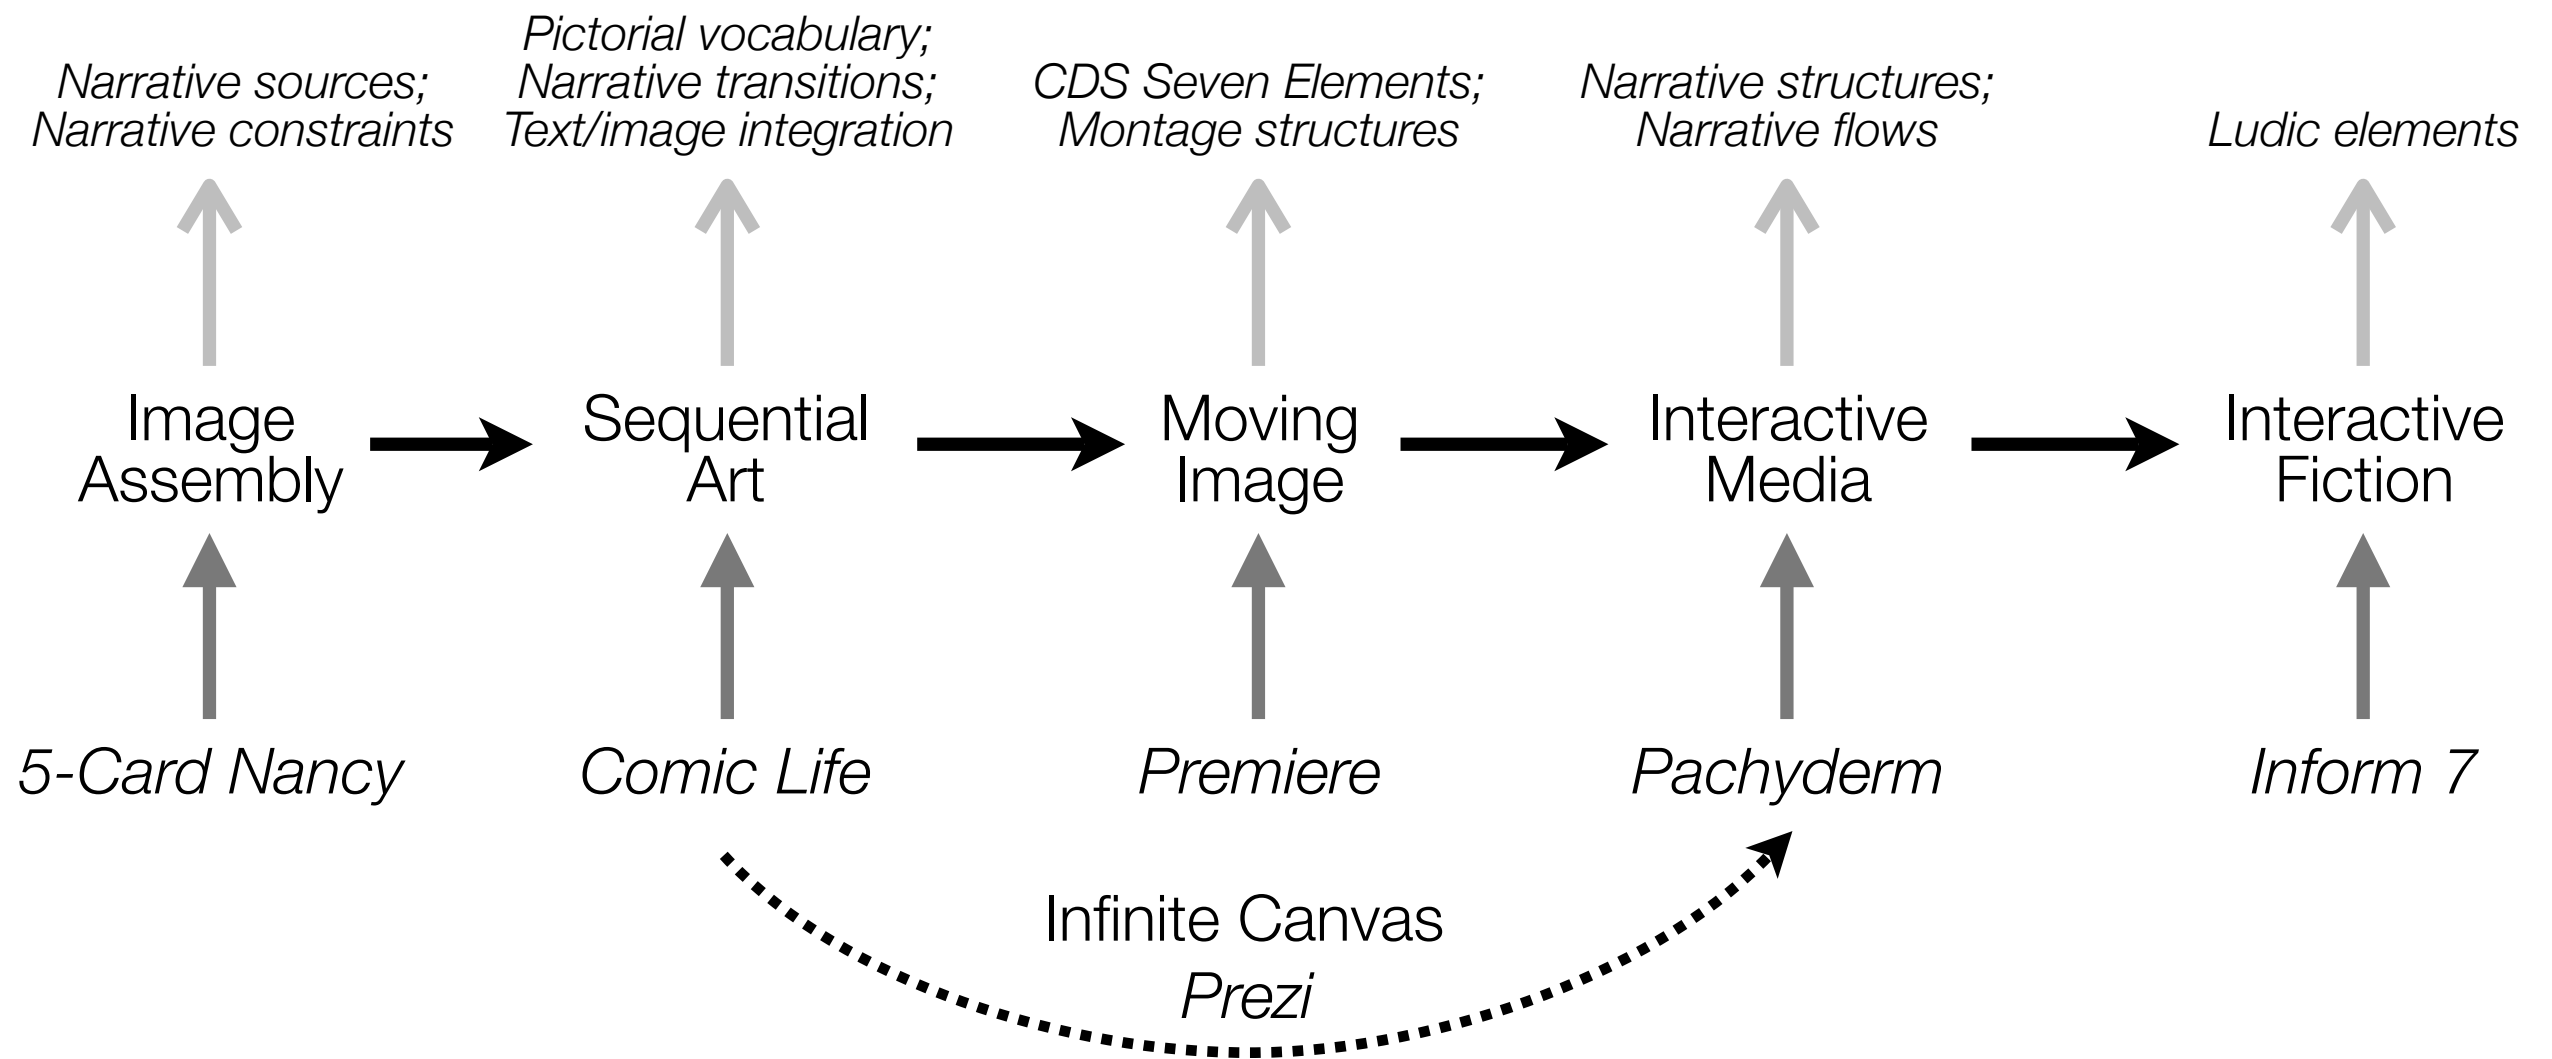 Narrative sources;
Narrative constraints
Pictorial vocabulary;
Narrative transitions;
Text/image integration
CDS Seven Elements;
Montage structures
Narrative structures;
Narrative flows
Ludic elements
Image
Assembly
Sequential
Art
Moving
Image
Interactive
Media
Interactive
Fiction
5-Card Nancy
Comic Life
Premiere
Pachyderm
Inform 7
Infinite Canvas
Prezi